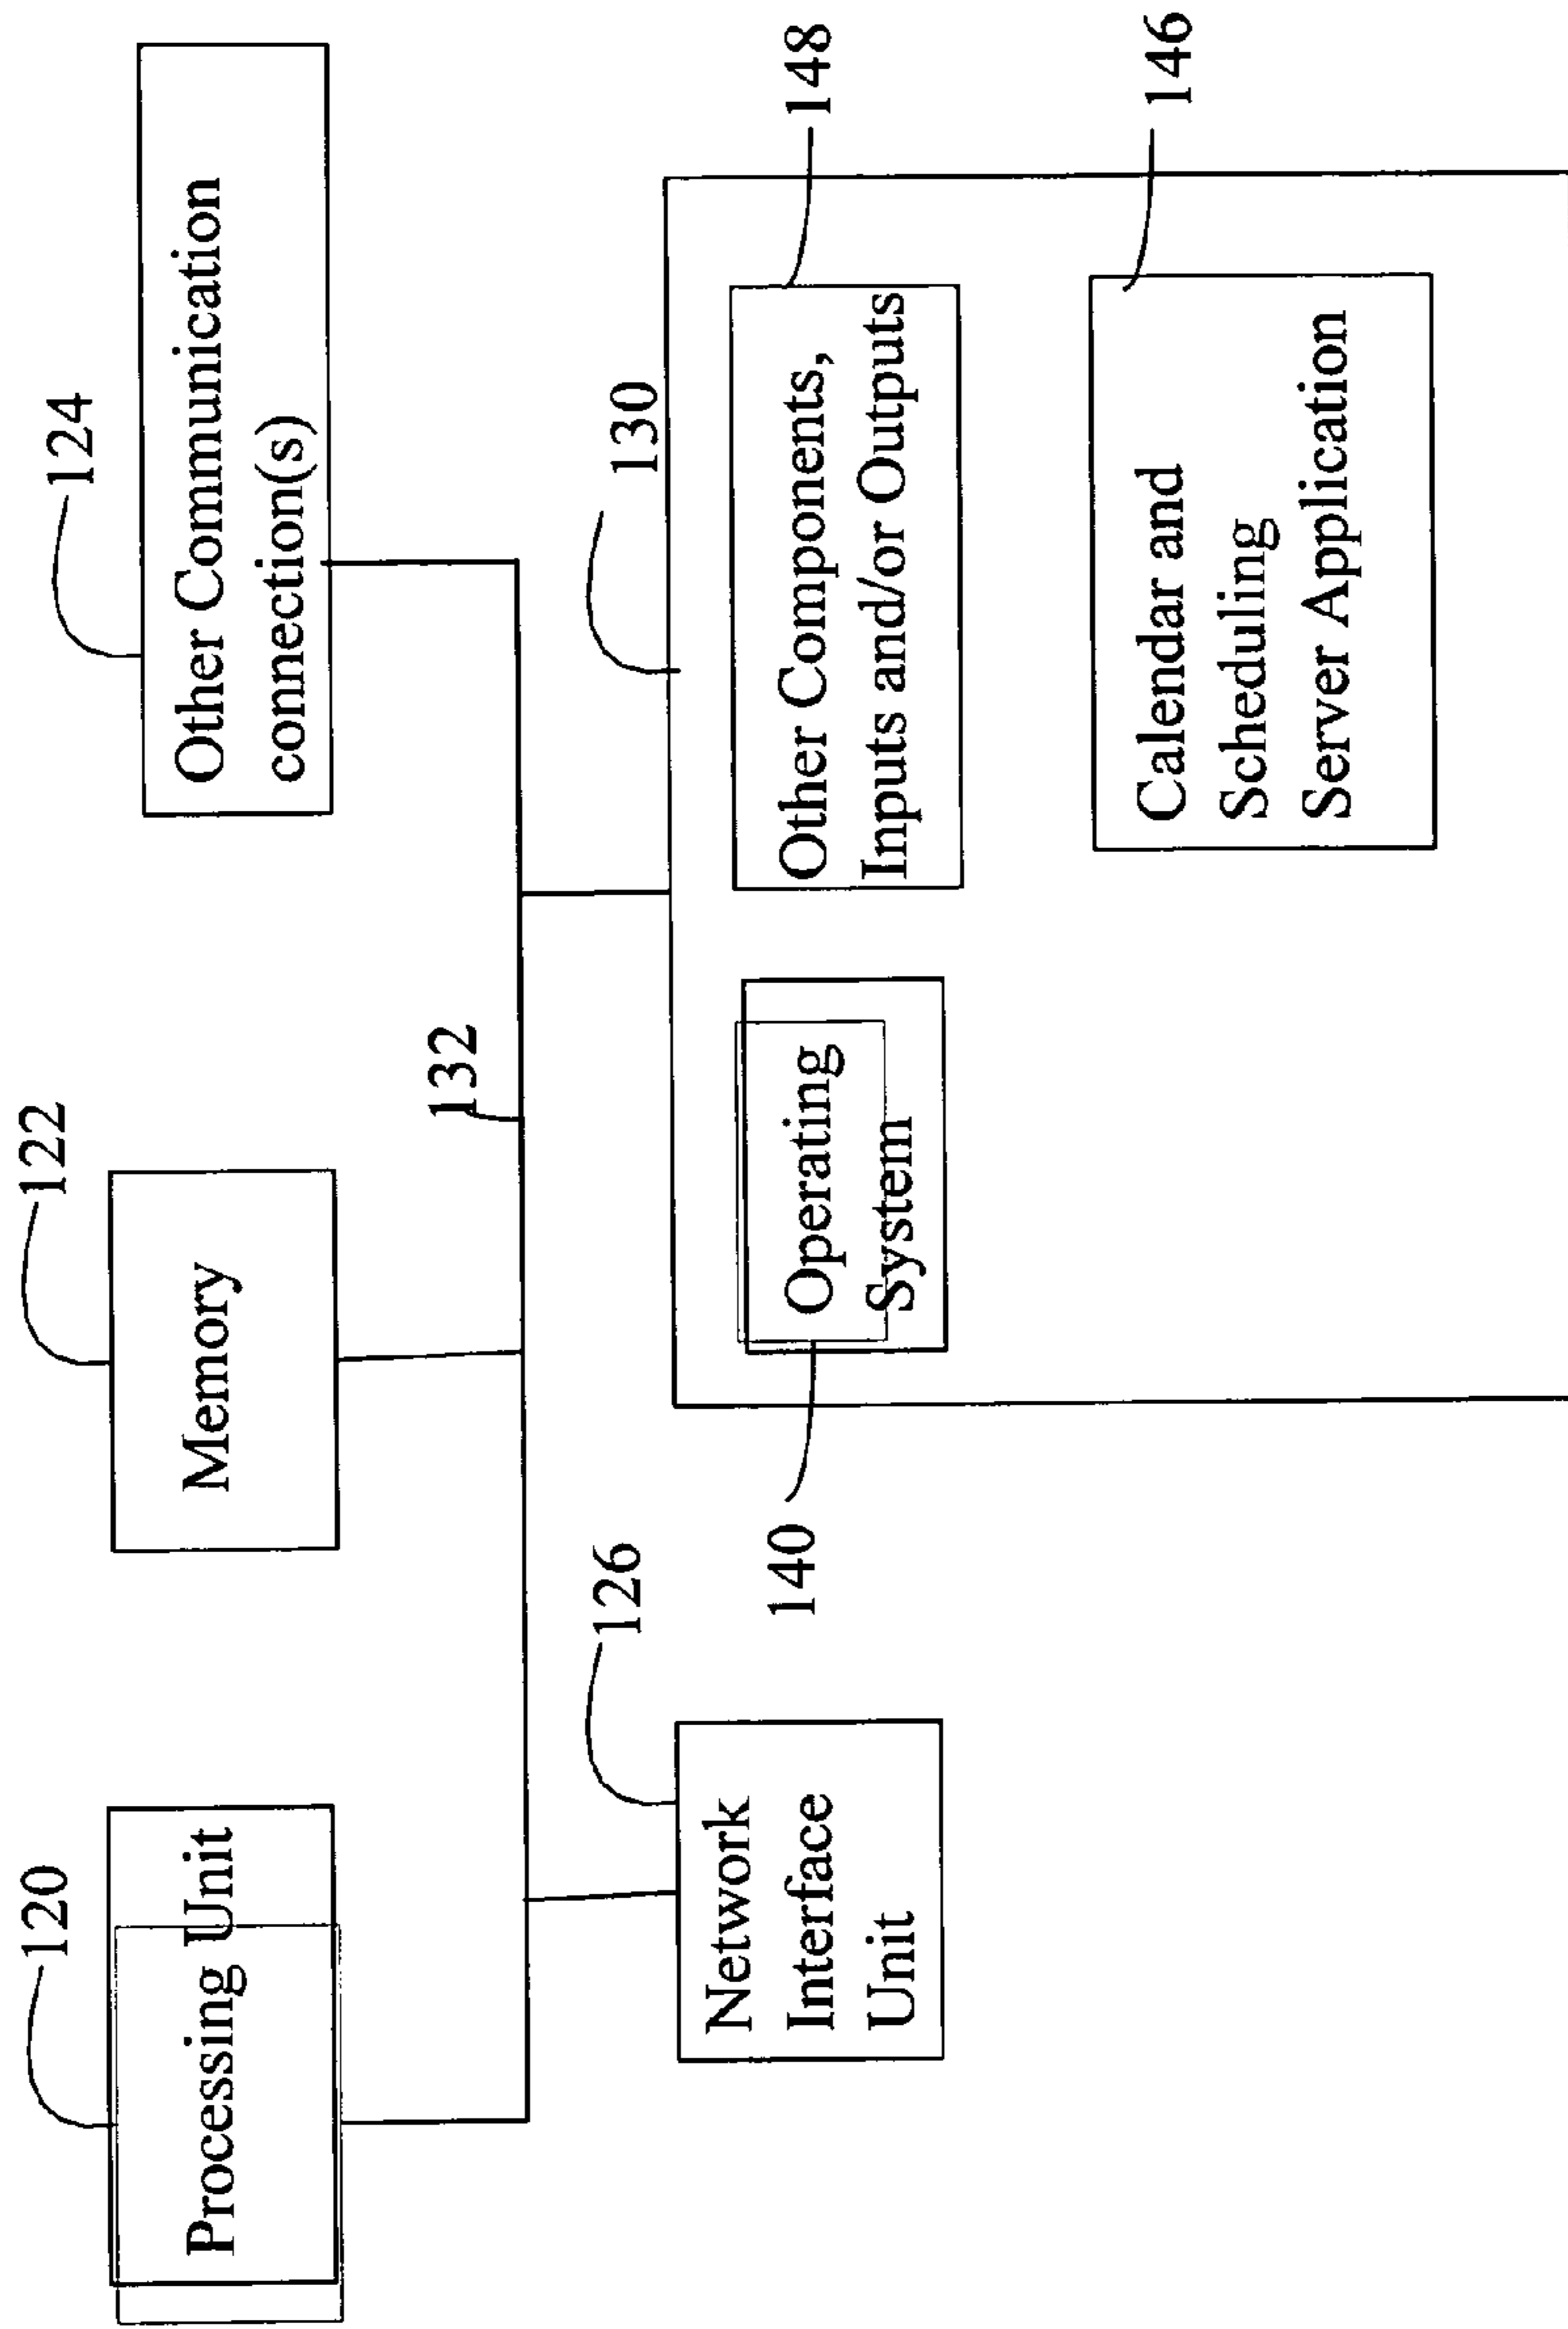 120
Processing Unit
122
Memory
124
Other Communication
connection(s)
132
126
Network
Interface
Unit
130
140
Operating
System
148
Other Components,
Inputs and/or Outputs
146
Calendar and
Scheduling
Server Application